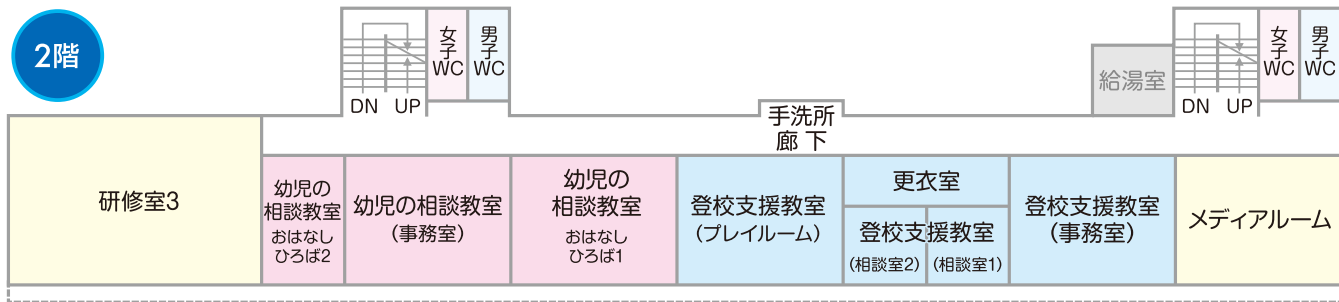 2階
女子
WC
男子
WC
DN UP
手洗所
廊下
給湯室
女子
WC
男子
WC
DN UP
研修室3
幼児の
相談教室
おはなし
ひろば2
幼児の相談教室
(事務室)
幼児の
相談教室
おはなし
ひろば1
登校支援教室
(プレイルーム)
更衣室
登校支援教室
(相談室2)
(相談室1)
登校支援教室
(事務室)
メディアルーム